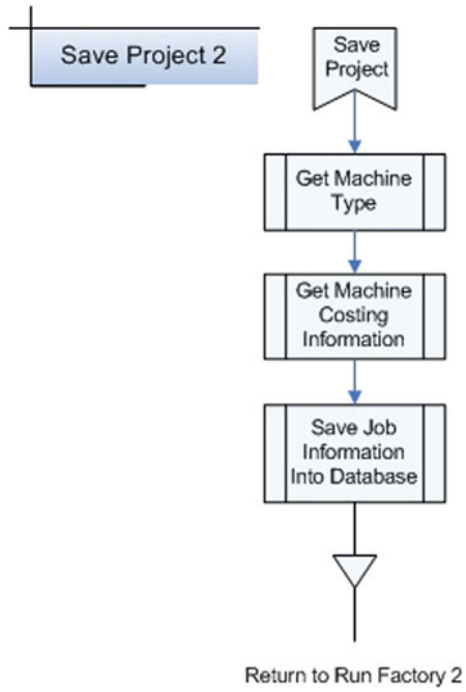 Save Project 2
Save
Project
Get Machine
Type
Get Machine
Costing
Information
Save Job
Information
Into Database
Return to Run Factory 2